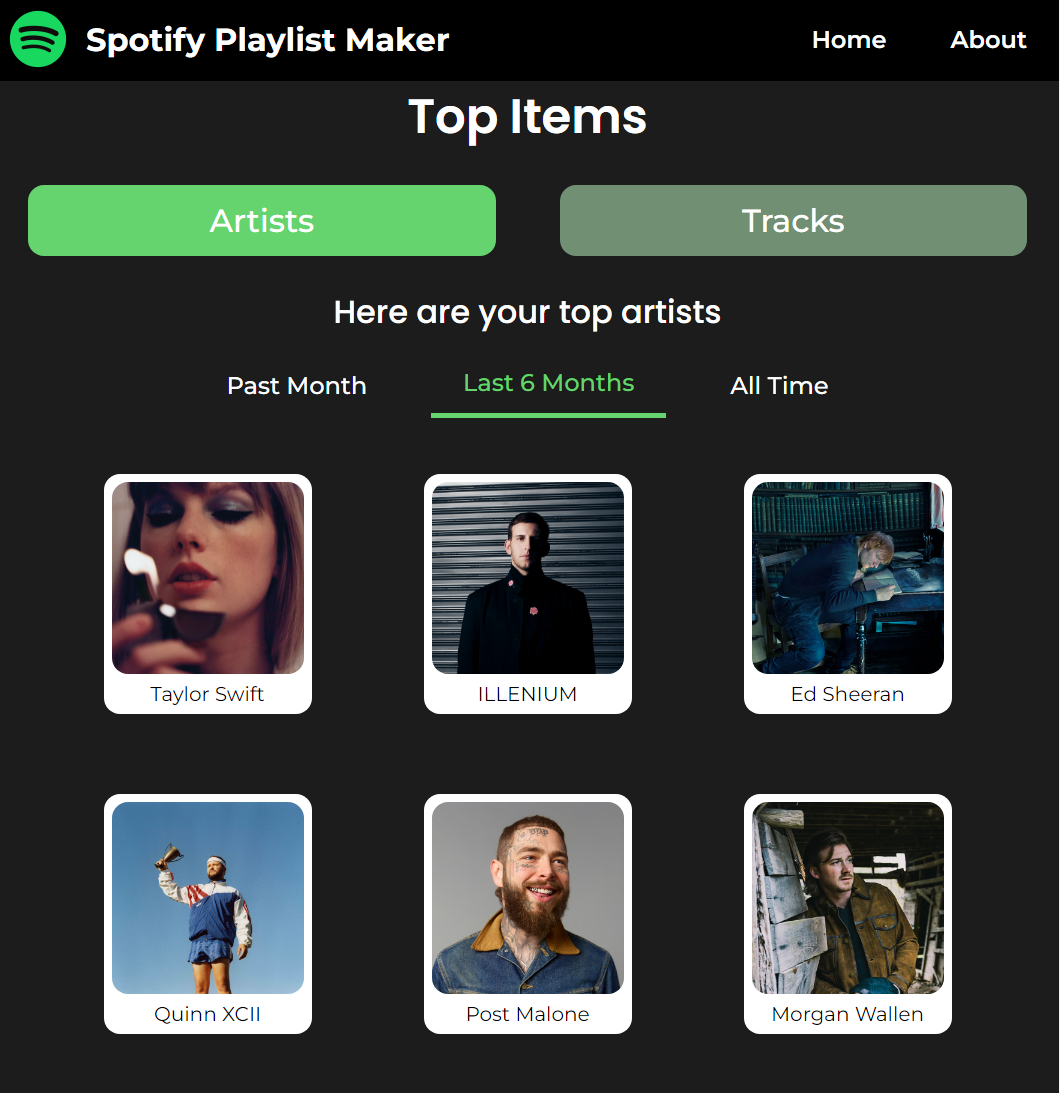 Spotify Playlist Maker Home About
Top Items
Artists Tracks
Here are your top artists
Past Month Last 6 Months All Time
Taylor Swift ILLENIUM Ed Sheeran
Quinn XCII Post Malone Morgan Wallen